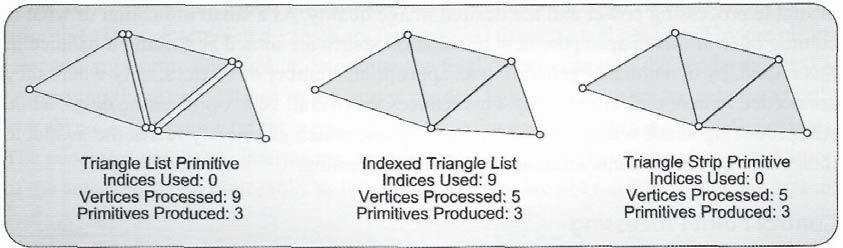 Triangle List Primitive
Indices Used: 0
Vertices Processed: 9
Primitives Produced: 3
Indexed Triangle List
Indices Used: 9
Vertices Processed: 5
Primitives Produced: 3
Triangle Strip Primitive
Indices Used: 0
Vertices Processed: 5
Primitives Produced: 3